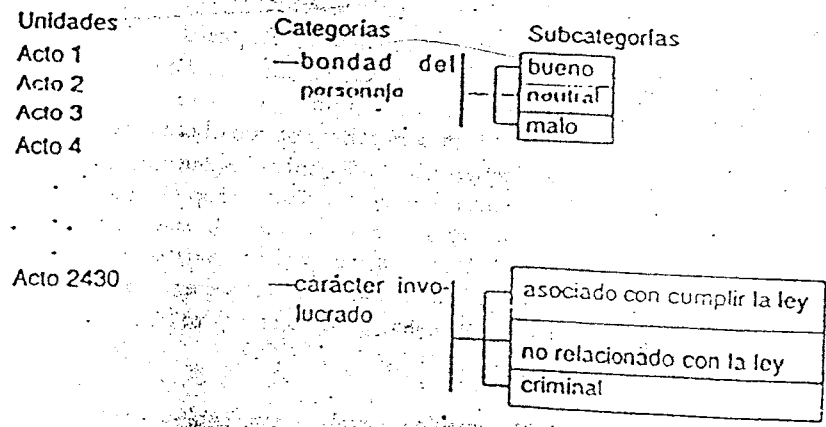 Unidades
Categorías
Subcategorías
Acto 1
Acto 2
Acto 3
Acto 4
—bondad del
personaje
bueno
neutral
malo
Acto 2430
—carácter invo-
lucrado
asociado con cumplir la ley
no relacionado con la ley
criminal